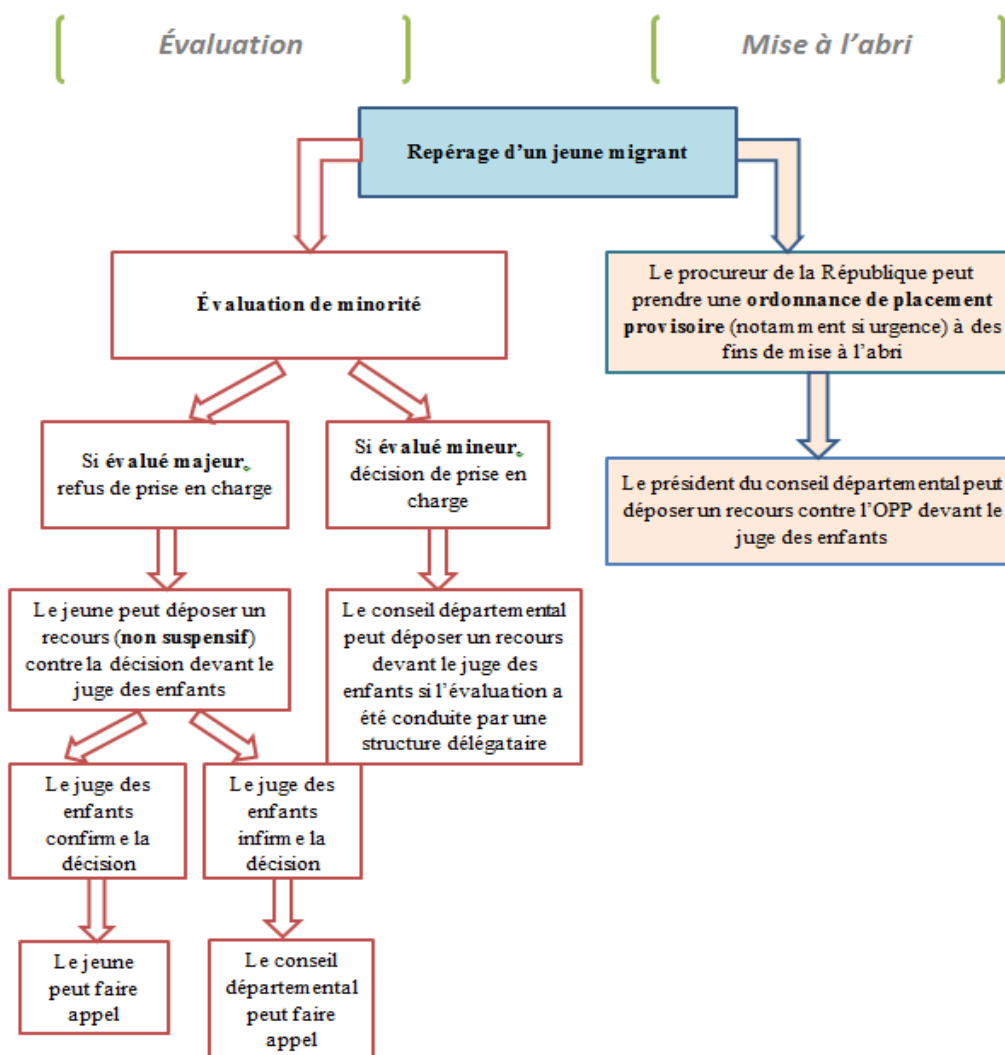 Évaluation
Mise à l'abri
Repérage d'un jeune migrant
Évaluation de minorité
Le procureur de la République peut
prendre une ordonnance de placement
provisoire (notamment si urgence) à des
fins de mise à l'abri
Si évalué majeur,
refus de prise en charge
Si évalué mineur,
décision de prise en
charge
Le président du conseil départemental peut
déposer un recours contre l'OPP devant le
juge des enfants
Le jeune peut déposer un
recours (non suspensif)
contre la décision devant le
juge des enfants
Le conseil départemental
peut déposer un recours
devant le juge des
enfants si l'évaluation a
été conduite par une
structure délégataire
Le juge des
enfants
confirme la
décision
Le juge des
enfants
infirme la
décision
Le jeune
peut faire
appel
Le conseil
départemental
peut faire
appel